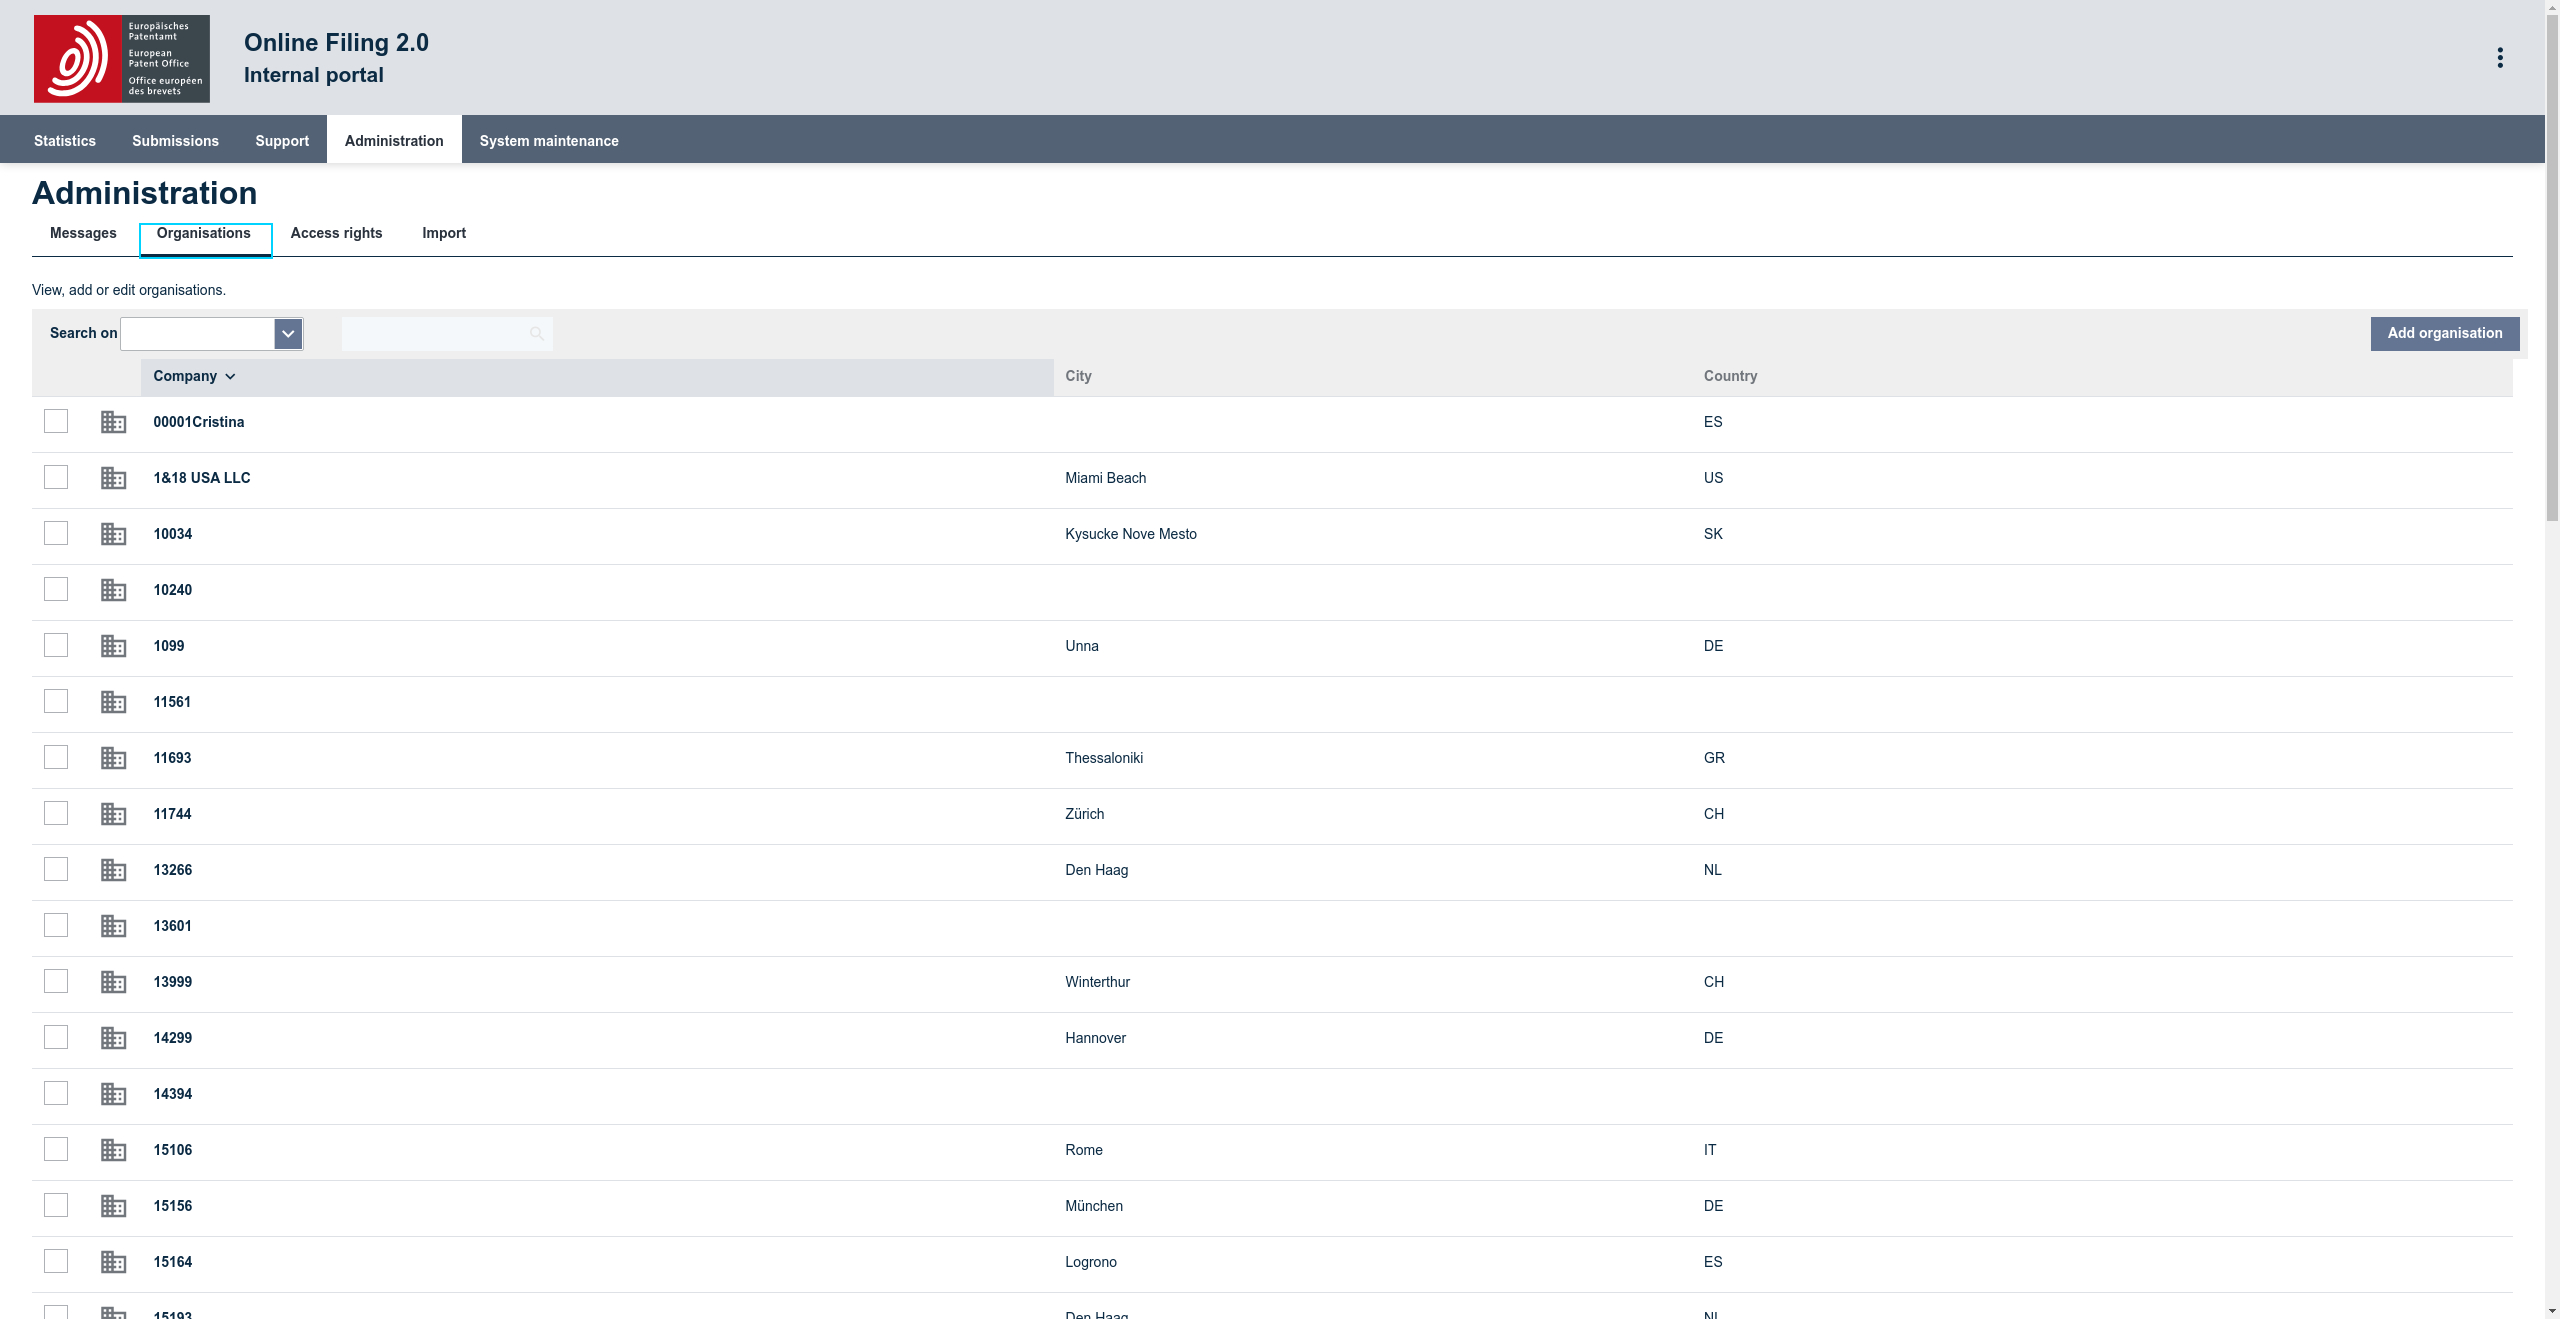 Europäisches
Patentamt
European
Patent Office
Office européen
des brevets
Online Filing 2.0
Internal portal
Statistics Submissions Support Administration System maintenance
Administration
Messages Organisations Access rights Import
View, add or edit organisations.
Search on Add organisation
Company City Country
00001Cristina ES
1&18 USA LLC Miami Beach US
10034 Kysucke Nove Mesto SK
10240
1099 Unna DE
11561
11693 Thessaloniki GR
11744 Zürich CH
13266 Den Haag NL
13601
13999 Winterthur CH
14299 Hannover DE
14394
15106 Rome IT
15156 München DE
15164 Logrono ES
15193 Den Haag NL